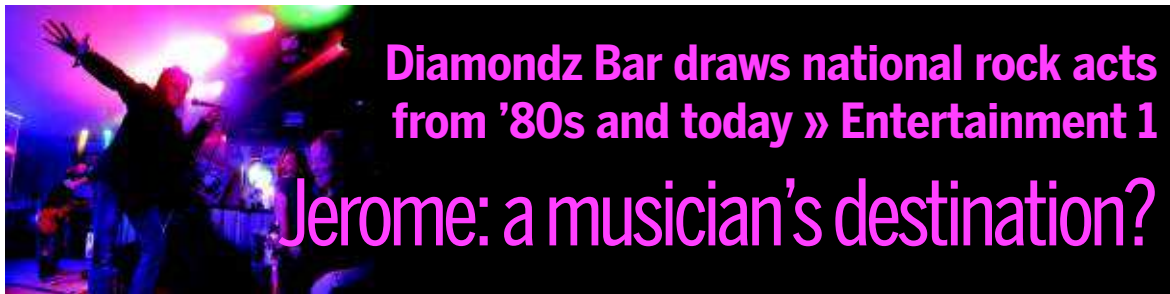 Diamondz Bar draws national rock acts
from ’80s and today » Entertainment 1
Jerome: a musician’s destination?